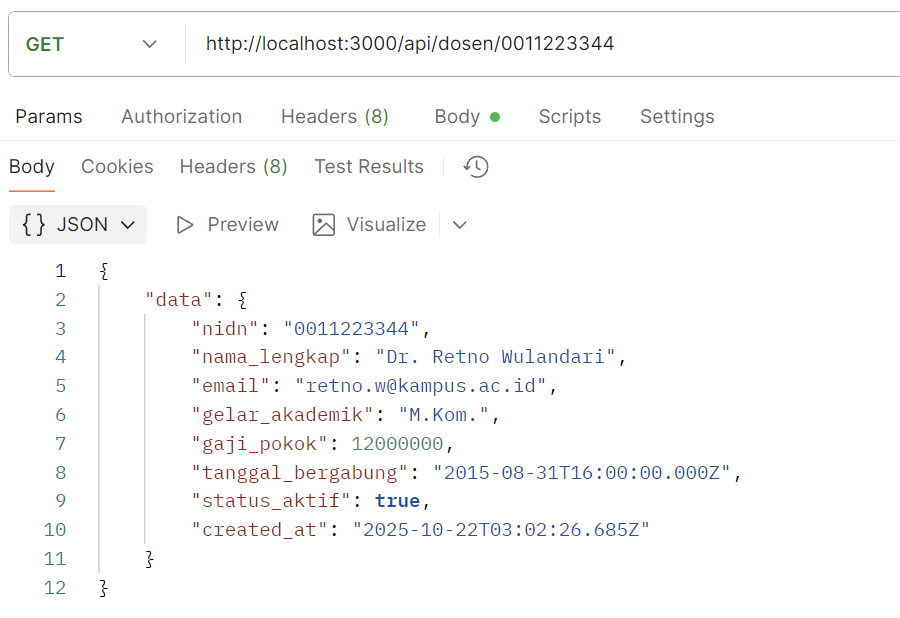 GET http://localhost:3000/api/dosen/0011223344
Params Authorization Headers (8) Body Scripts Settings
Body Cookies Headers (8) Test Results
{} JSON Preview Visualize
1 {
2 "data": {
3 "nidn": "0011223344",
4 "nama_lengkap": "Dr. Retno Wulandari",
5 "email": "retno.w@kampus.ac.id",
6 "gelar_akademik": "M.Kom.",
7 "gaji_pokok": 12000000,
8 "tanggal_bergabung": "2015-08-31T16:00:00.000Z",
9 "status_aktif": true,
10 "created_at": "2025-10-22T03:02:26.685Z"
11 }
12 }